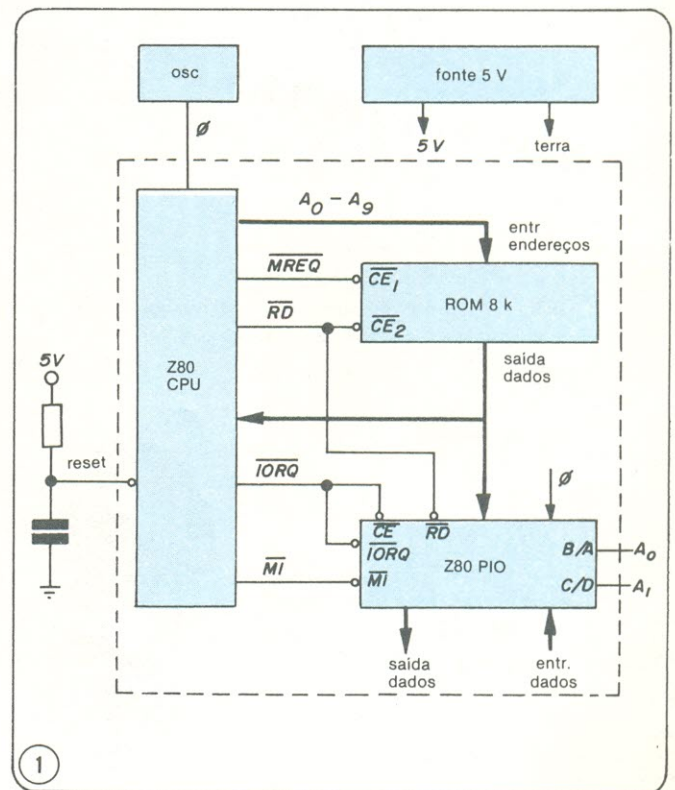 osc
fonte 5 V
ø
5 V
terra
A0 – A9
entr
endereços
MREQ
CE1
ROM 8 k
RD
CE2
Z80
CPU
saida
dados
5V
reset
IORQ
ø
CE
RD
IORQ
B/A
A0
Z80 PIO
MI
MI
C/D
A1
saida
dados
entr.
dados
1